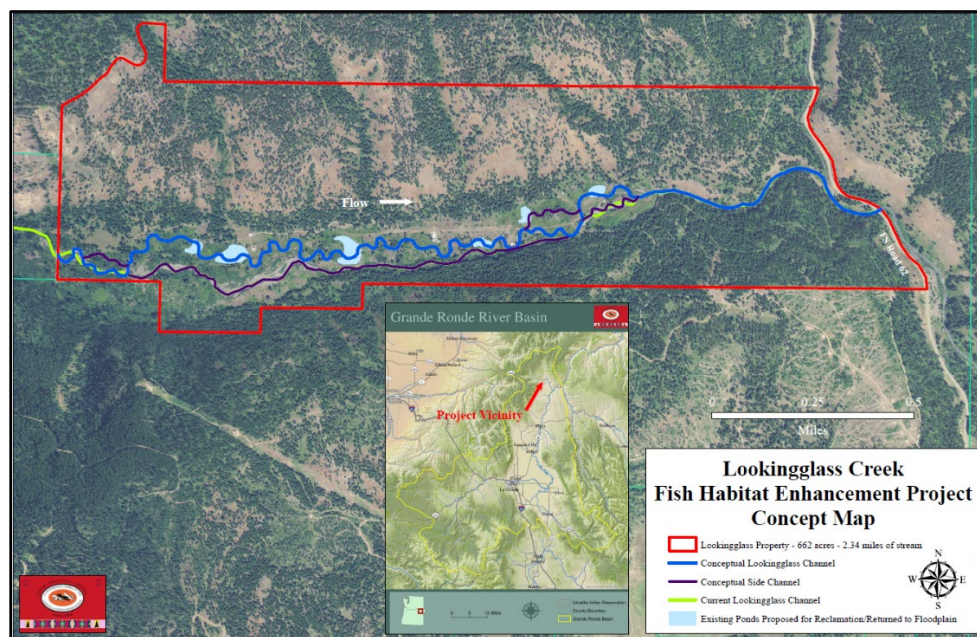 Flow
FS Road 62
Grande Ronde River Basin
Project Vicinity
La Grande
Umatilla Indian Reservation
County Boundary
Grande Ronde Basin
0 0.25 0.5
Miles
Lookingglass Creek
Fish Habitat Enhancement Project
Concept Map
Lookingglass Property - 662 acres - 2.34 miles of stream
Conceptual Lookingglass Channel
Conceptual Side Channel
Current Lookingglass Channel
Existing Ponds Proposed for Reclamation/Returned to Floodplain
N
W E
S